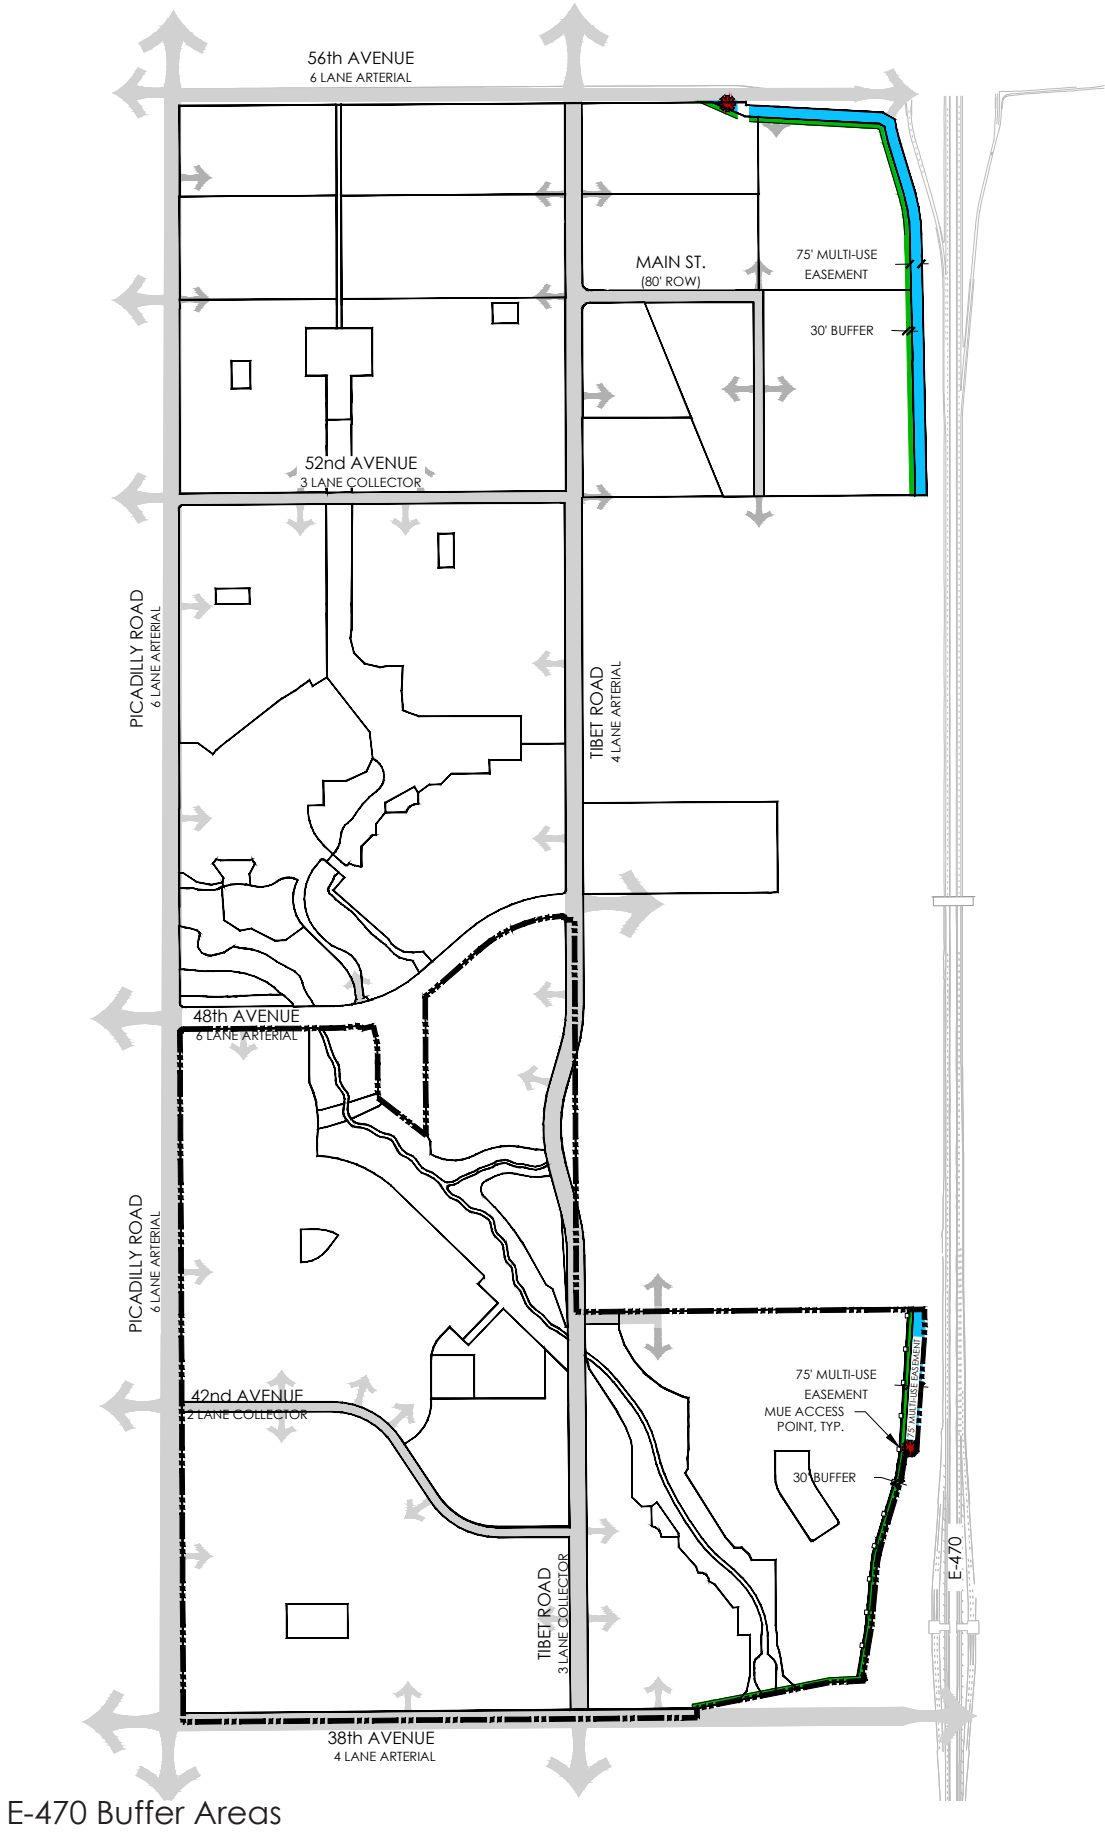 56th AVENUE
6 LANE ARTERIAL
MAIN ST.
(80' ROW)
75' MULTI-USE
EASEMENT
30' BUFFER
52nd AVENUE
3 LANE COLLECTOR
PICADILLY ROAD
6 LANE ARTERIAL
TIBET ROAD
4 LANE ARTERIAL
48th AVENUE
6 LANE ARTERIAL
PICADILLY ROAD
6 LANE ARTERIAL
75' MULTI-USE EASEMENT
75' MULTI-USE
EASEMENT
MUE ACCESS
POINT, TYP.
30' BUFFER
42nd AVENUE
2 LANE COLLECTOR
E-470
TIBET ROAD
3 LANE COLLECTOR
38th AVENUE
4 LANE ARTERIAL
E-470 Buffer Areas